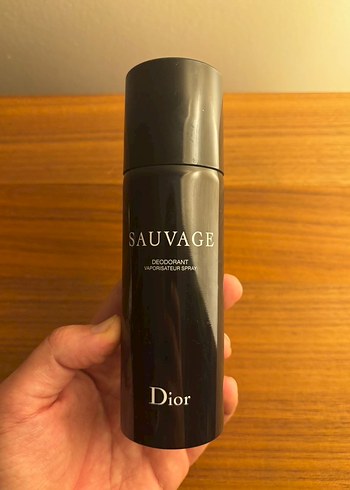 SAUVAGE
DEODORANT
VAPORISATEUR SPRAY
Dior